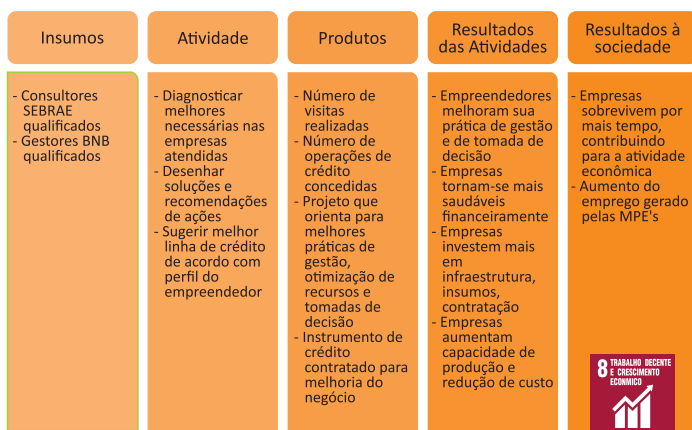 Insumos
- Consultores
SEBRAE
qualificados
- Gestores BNB
qualificados
Atividade
- Diagnosticar
melhores
necessárias nas
empresas
atendidas
- Desenhar
soluções e
recomendações
de ações
- Sugerir melhor
linha de crédito
de acordo com
perfil do
empreendedor
Produtos
- Número de
visitas
realizadas
- Número de
operações de
crédito
concedidas
- Projeto que
orienta para
melhores
práticas de
gestão,
otimização de
recursos e
tomadas de
decisão
- Instrumento de
crédito
contratado para
melhoria do
negócio
Resultados
das Atividades
- Empreendedores
melhoram sua
prática de gestão
e de tomada de
decisão
- Empresas
tornam-se mais
saudáveis
financeiramente
- Empresas
investem mais
em
infraestrutura,
insumos,
contratação
- Empresas
aumentam
capacidade de
produção e
redução de custo
Resultados à
sociedade
- Empresas
sobrevivem por
mais tempo,
contribuindo
para a atividade
econômica
- Aumento do
emprego gerado
pelas MPE's
8 TRABALHO DECENTE
E CRESCIMENTO
ECONMICO